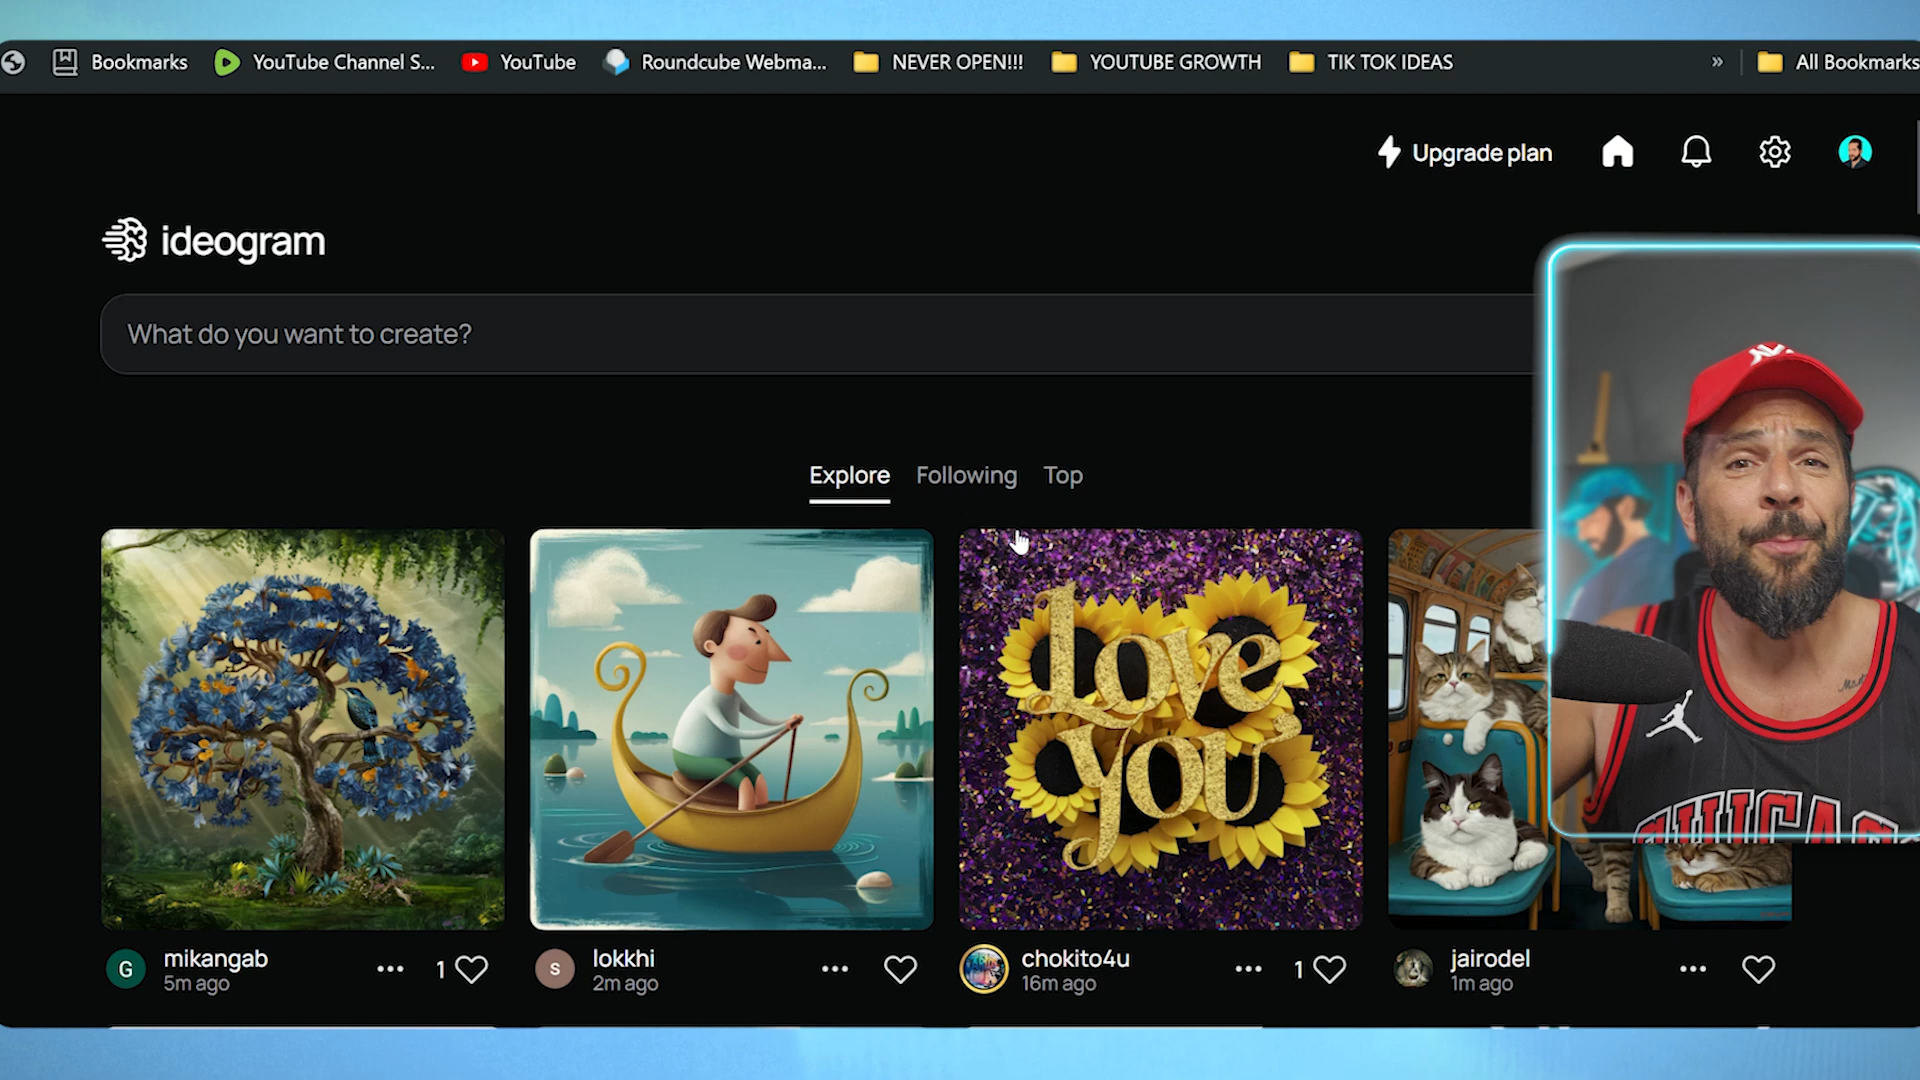 Bookmarks YouTube Channel S... YouTube Roundcube Webma... NEVER OPEN!!! YOUTUBE GROWTH TIK TOK IDEAS » All Bookmarks
Upgrade plan
ideogram
What do you want to create?
Explore Following Top
Love
you
CHICAG
G mikangab 1
5m ago
s lokkhi
2m ago
chokito4u 1
16m ago
jairodel
1m ago